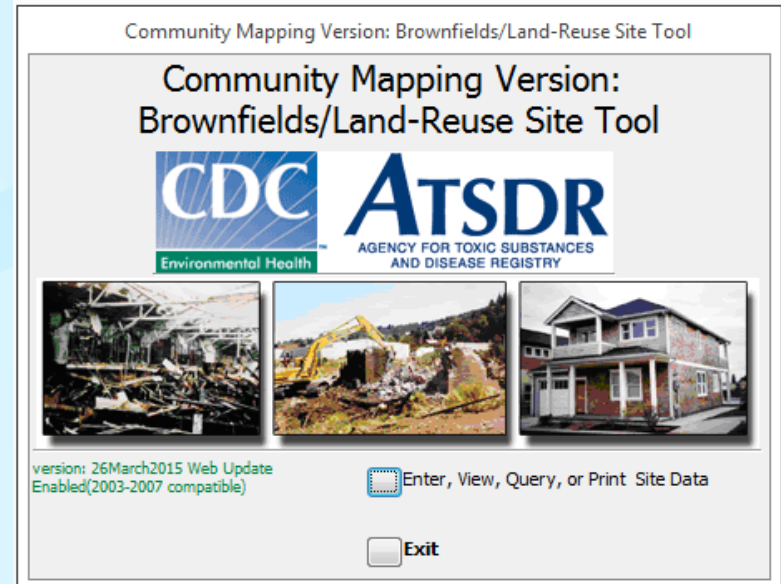 Community Mapping Version: Brownfields/Land-Reuse Site Tool
Community Mapping Version:
Brownfields/Land-Reuse Site Tool
CDC
Environmental Health
™
ATSDR
AGENCY FOR TOXIC SUBSTANCES
AND DISEASE REGISTRY
version: 26March2015 Web Update
Enabled(2003-2007 compatible)
Enter, View, Query, or Print Site Data
Exit